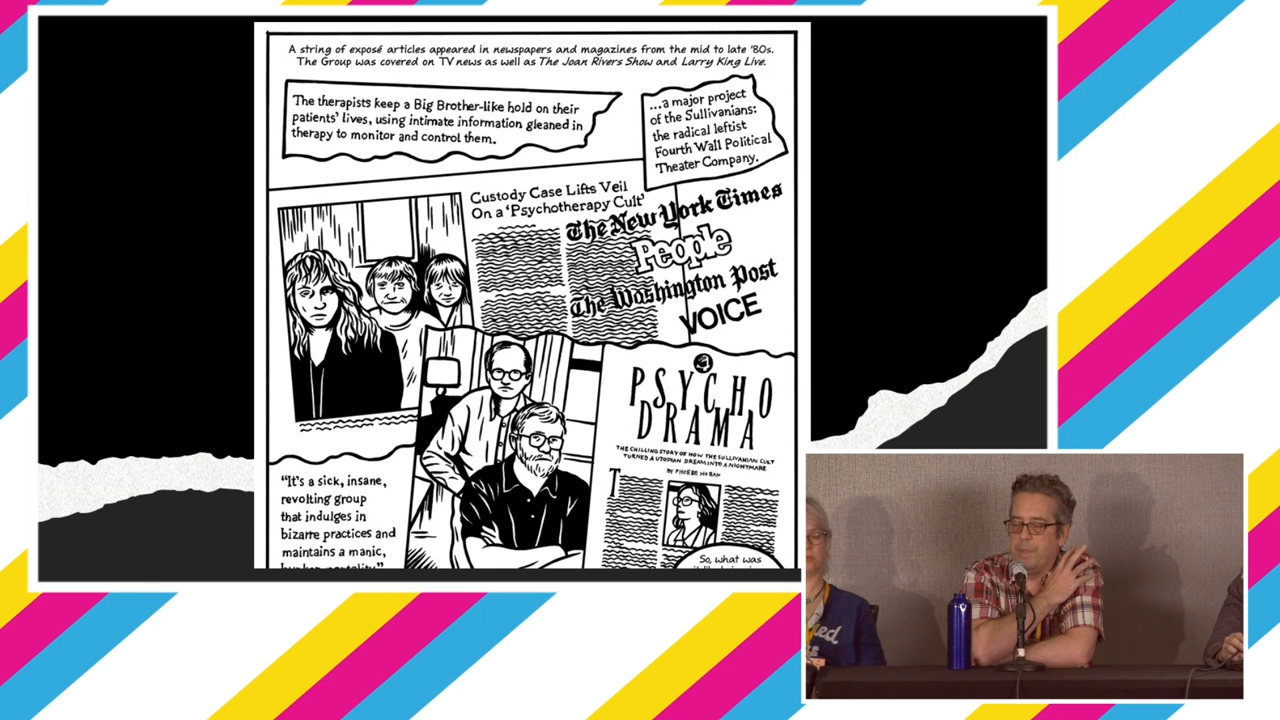 A string of exposé articles appeared in newspapers and magazines from the mid to late '80s.
The Group was covered on TV news as well as The Joan Rivers Show and Larry King Live.
The therapists keep a Big Brother-like hold on their
patients' lives, using intimate information gleaned in
therapy to monitor and control them.
...a major project
of the Sullivanians:
the radical leftist
Fourth Wall Political
Theater Company.
Custody Case Lifts Veil
On a 'Psychotherapy Cult'
The New York Times
People
The Washington Post
VOICE
PSYCHO
DRAMA
THE CHILLING STORY OF HOW THE SULLIVANIAN CULT
TURNED A UTOPIAN DREAM INTO A NIGHTMARE
BY PHOEBE HOBAN
T
"It's a sick, insane,
revolting group
that indulges in
bizarre practices and
maintains a manic,
So, what was